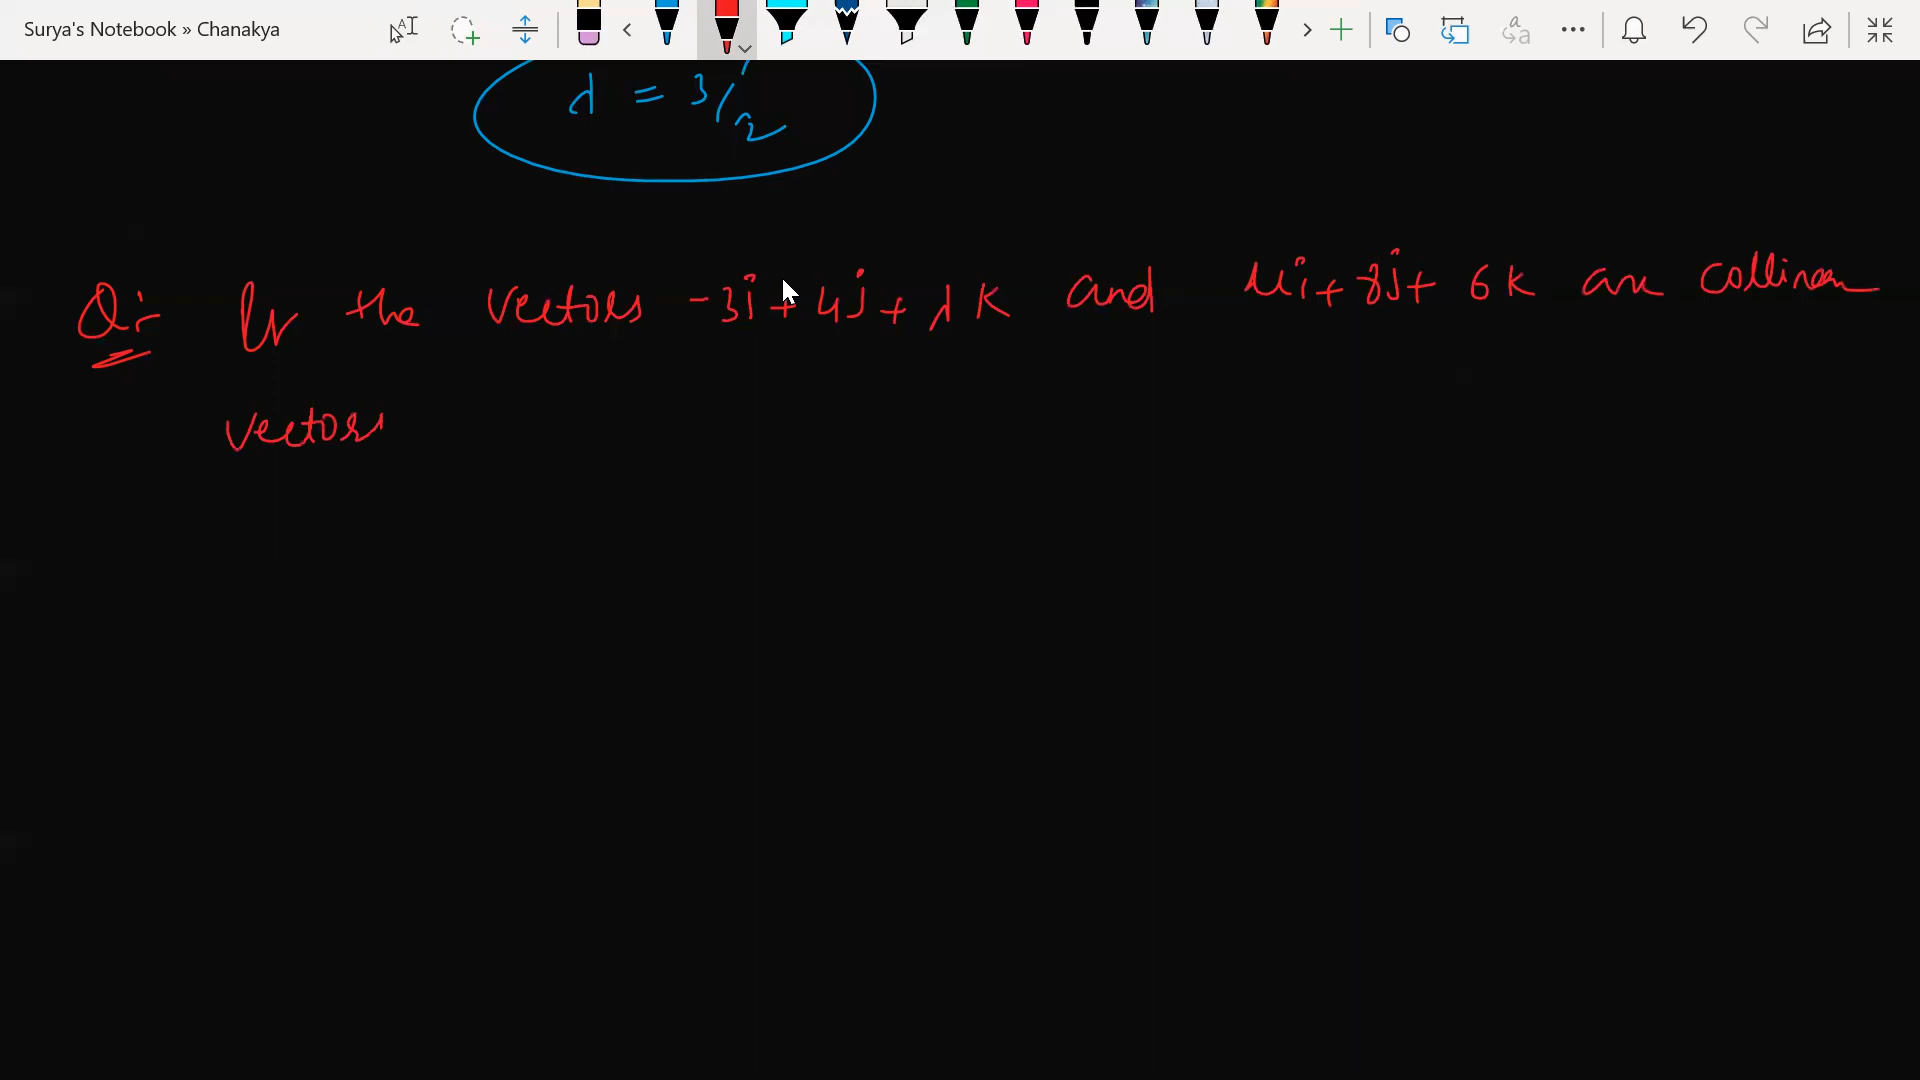 Surya's Notebook » Chanakya
λ = 3/2
Q:- If the vectors -3i + 4j + λk and μi + 8j + 6k are collinear
vectors